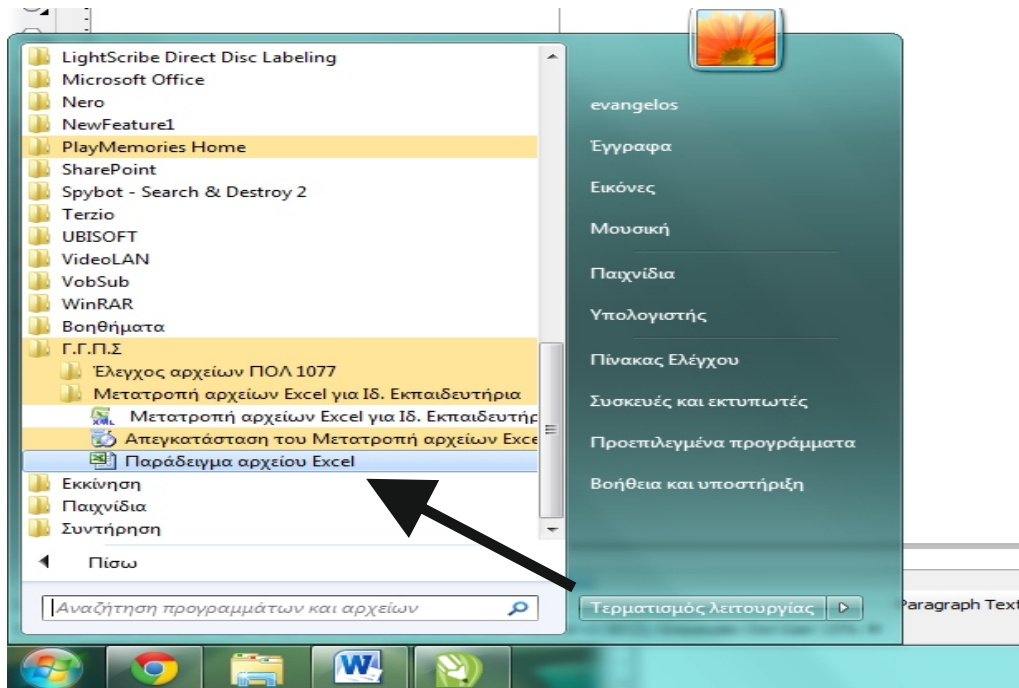 LightScribe Direct Disc Labeling
Microsoft Office
Nero
NewFeature1
PlayMemories Home
SharePoint
Spybot - Search & Destroy 2
Terzio
UBISOFT
VideoLAN
VobSub
WinRAR
Βοηθήματα
Γ.Γ.Π.Σ
Έλεγχος αρχείων ΠΟΛ 1077
Μετατροπή αρχείων Excel για Ιδ. Εκπαιδευτήρια
Μετατροπή αρχείων Excel για Ιδ. Εκπαιδευτήρ
Απεγκατάσταση του Μετατροπή αρχείων Exce
Παράδειγμα αρχείου Excel
Εκκίνηση
Παιχνίδια
Συντήρηση
Πίσω
Αναζήτηση προγραμμάτων και αρχείων
evangelos
Έγγραφα
Εικόνες
Μουσική
Παιχνίδια
Υπολογιστής
Πίνακας Ελέγχου
Συσκευές και εκτυπωτές
Προεπιλεγμένα προγράμματα
Βοήθεια και υποστήριξη
Τερματισμός λειτουργίας
Paragraph Text